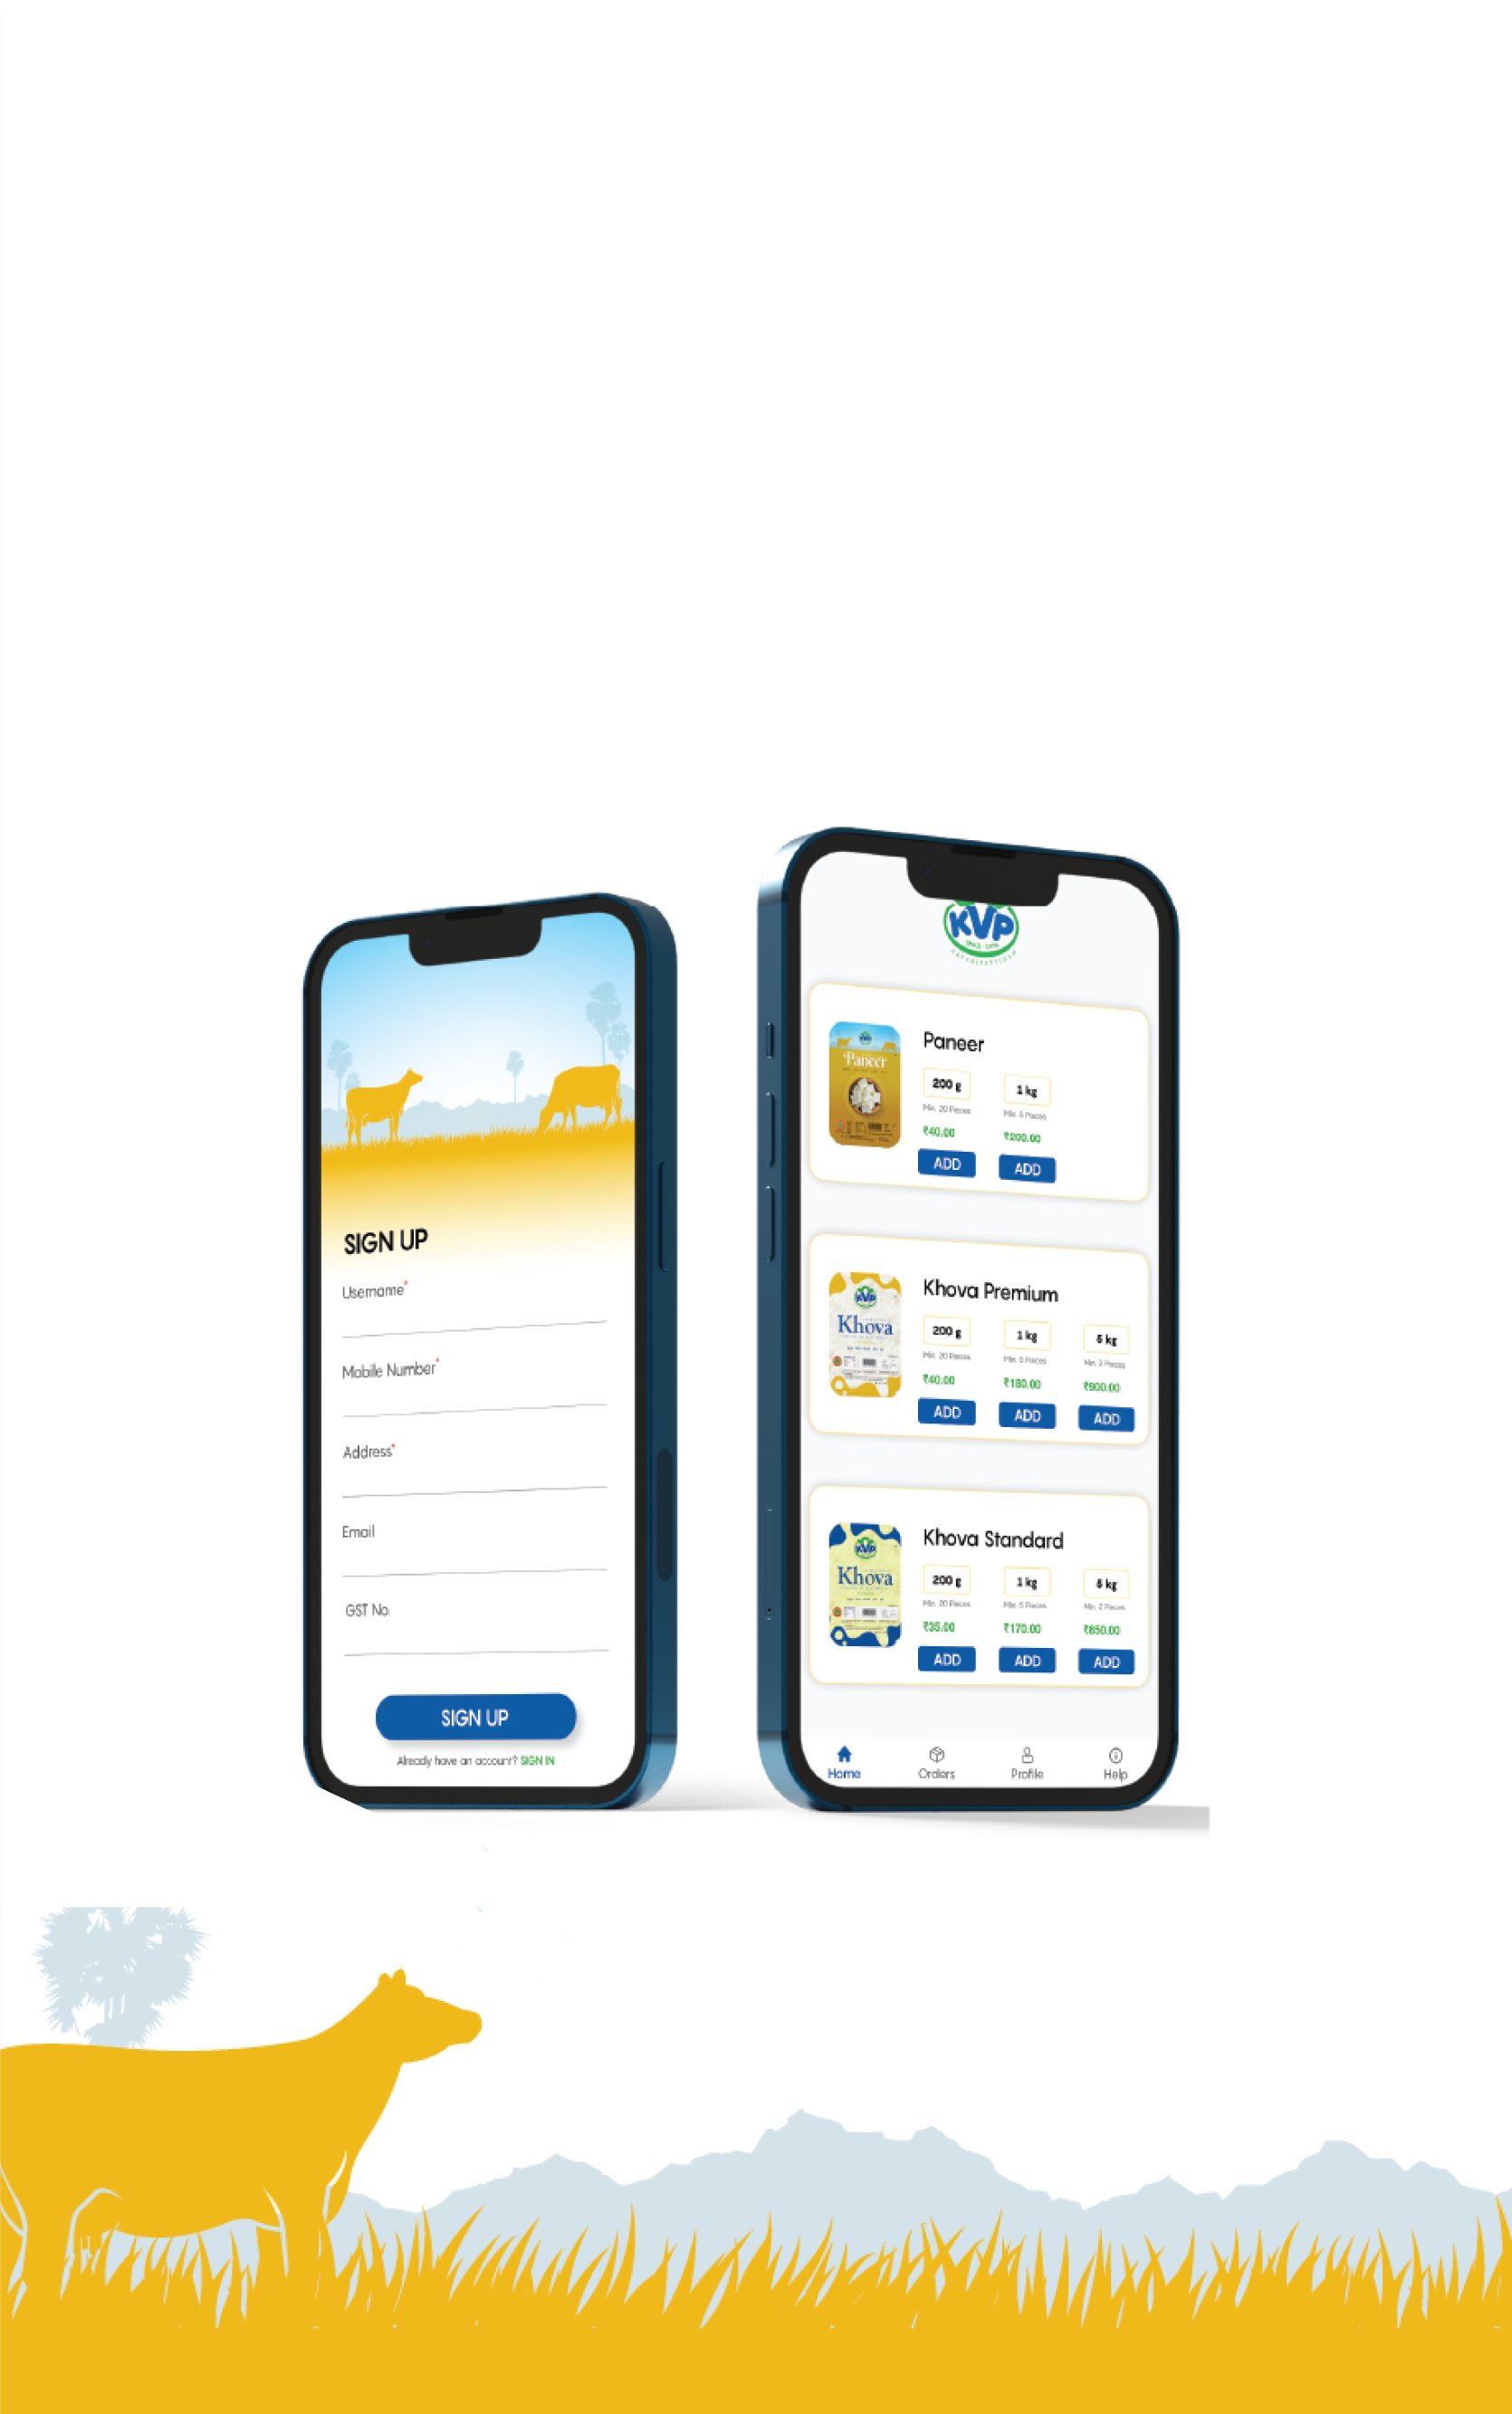 SIGN UP
Username*
Mobile Number*
Address*
Email
GST No.
SIGN UP
Already have an account? SIGN IN
KVP
SINCE - 1996
Paneer
Paneer
200 g 1 kg
Min. 20 Pieces Min. 5 Pieces
₹40.00 ₹200.00
ADD ADD
KVP
Khova
Khova Premium
200 g 1 kg 5 kg
Min. 20 Pieces Min. 5 Pieces Min. 2 Pieces
₹40.00 ₹180.00 ₹900.00
ADD ADD ADD
KVP
Khova
Khova Standard
200 g 1 kg 5 kg
Min. 20 Pieces Min. 5 Pieces Min. 2 Pieces
₹35.00 ₹170.00 ₹850.00
ADD ADD ADD
Home Orders Profile Help